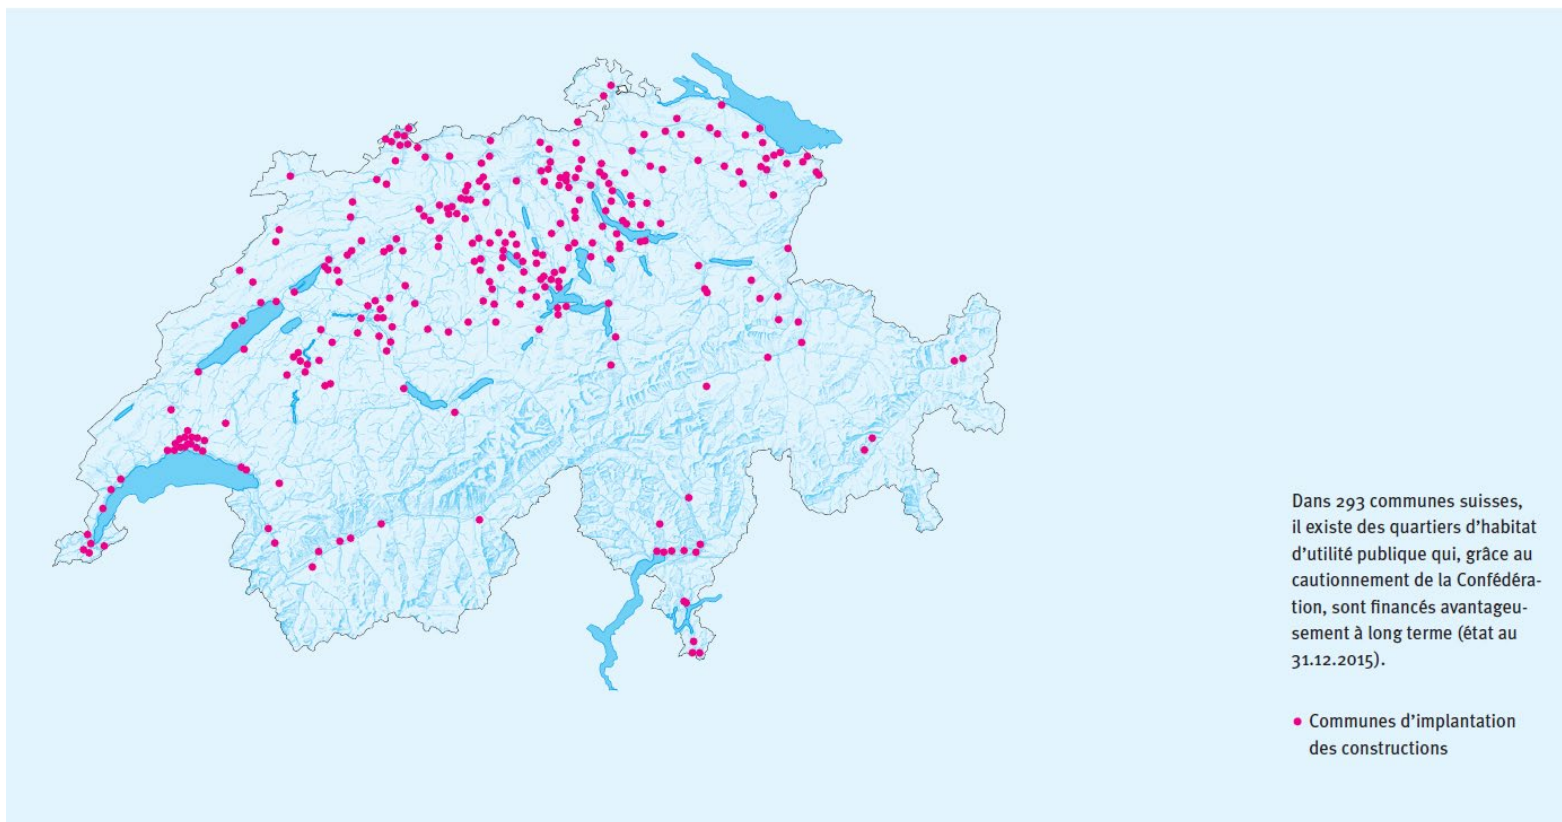 Dans 293 communes suisses,
il existe des quartiers d’habitat
d’utilité publique qui, grâce au
cautionnement de la Confédéra-
tion, sont financés avantageu-
sement à long terme (état au
31.12.2015).
Communes d’implantation
des constructions